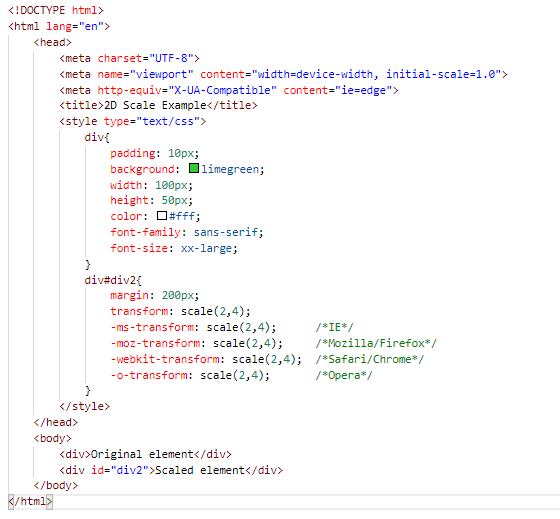 <!DOCTYPE html>
<html lang="en">
    <head>
        <meta charset="UTF-8">
        <meta name="viewport" content="width=device-width, initial-scale=1.0">
        <meta http-equiv="X-UA-Compatible" content="ie=edge">
        <title>2D Scale Example</title>
        <style type="text/css">
            div{
                padding: 10px;
                background: limegreen;
                width: 100px;
                height: 50px;
                color: #fff;
                font-family: sans-serif;
                font-size: xx-large;
            }
            div#div2{
                margin: 200px;
                transform: scale(2,4);
                -ms-transform: scale(2,4);      /*IE*/
                -moz-transform: scale(2,4);     /*Mozilla/Firefox*/
                -webkit-transform: scale(2,4);  /*Safari/Chrome*/
                -o-transform: scale(2,4);       /*Opera*/
            }
        </style>
    </head>
    <body>
        <div>Original element</div>
        <div id="div2">Scaled element</div>
    </body>
</html>